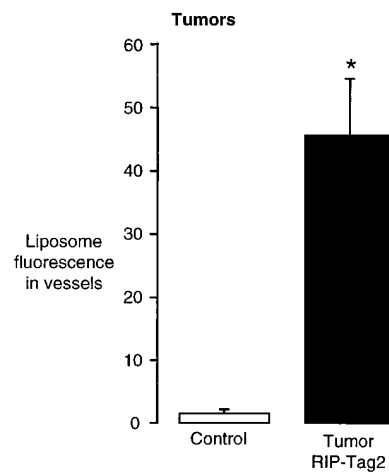 Tumors
60
50
40
30
20
10
0
Liposome
fluorescence
in vessels
*
Control
Tumor
RIP-Tag2